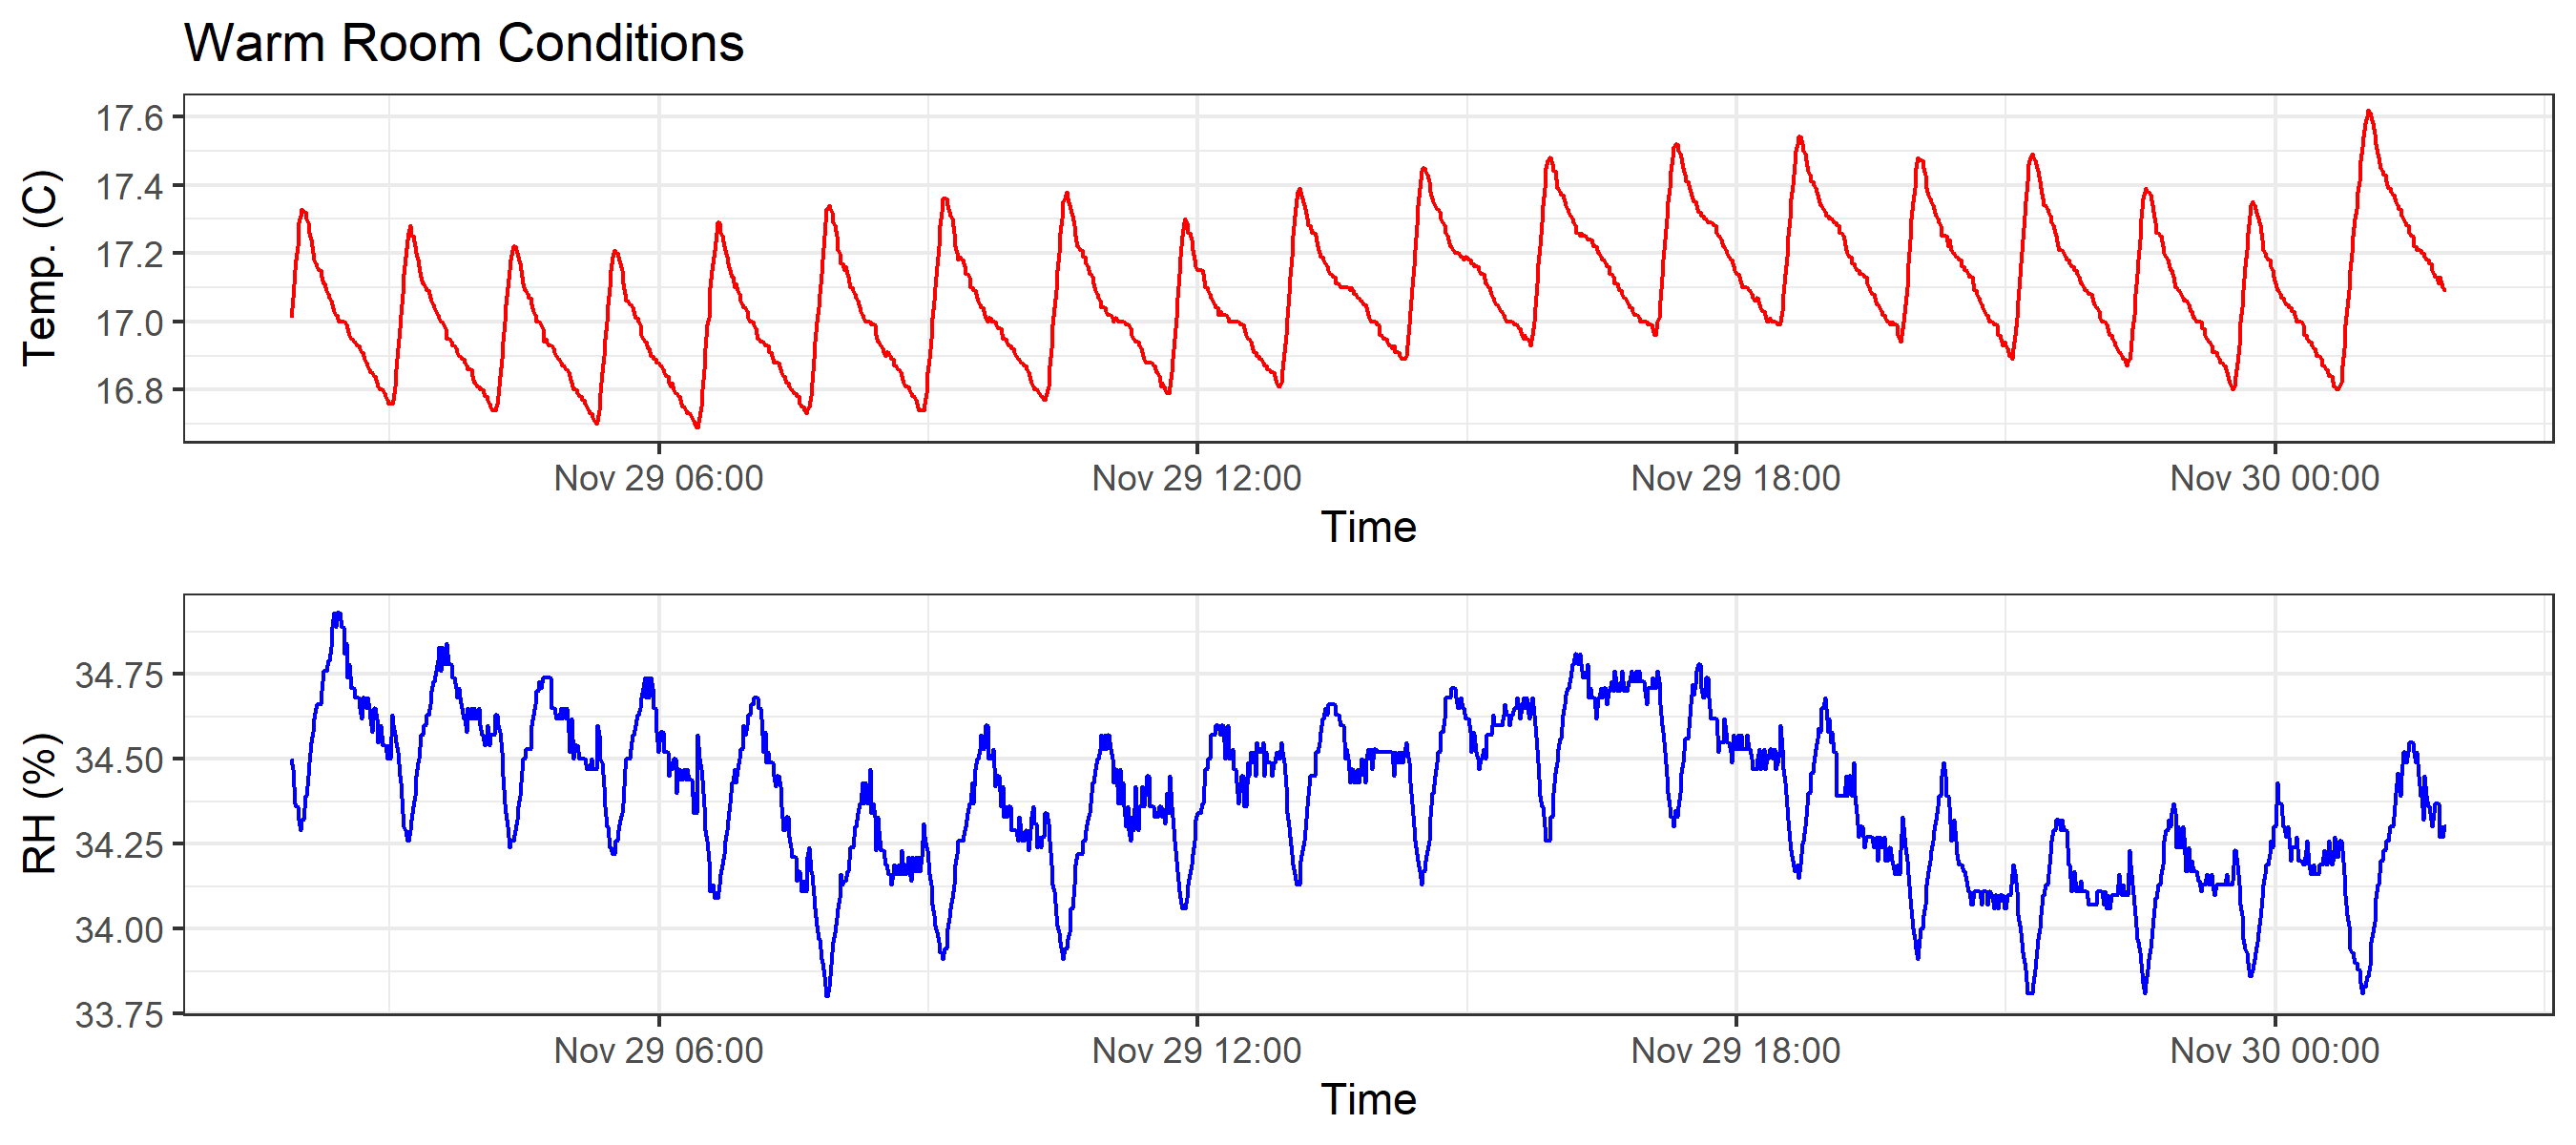 Warm Room Conditions
17.6
17.4
17.2
17.0
16.8
Temp. (C)
Nov 29 06:00 Nov 29 12:00 Nov 29 18:00 Nov 30 00:00
Time
34.75
34.50
34.25
34.00
33.75
RH (%)
Nov 29 06:00 Nov 29 12:00 Nov 29 18:00 Nov 30 00:00
Time